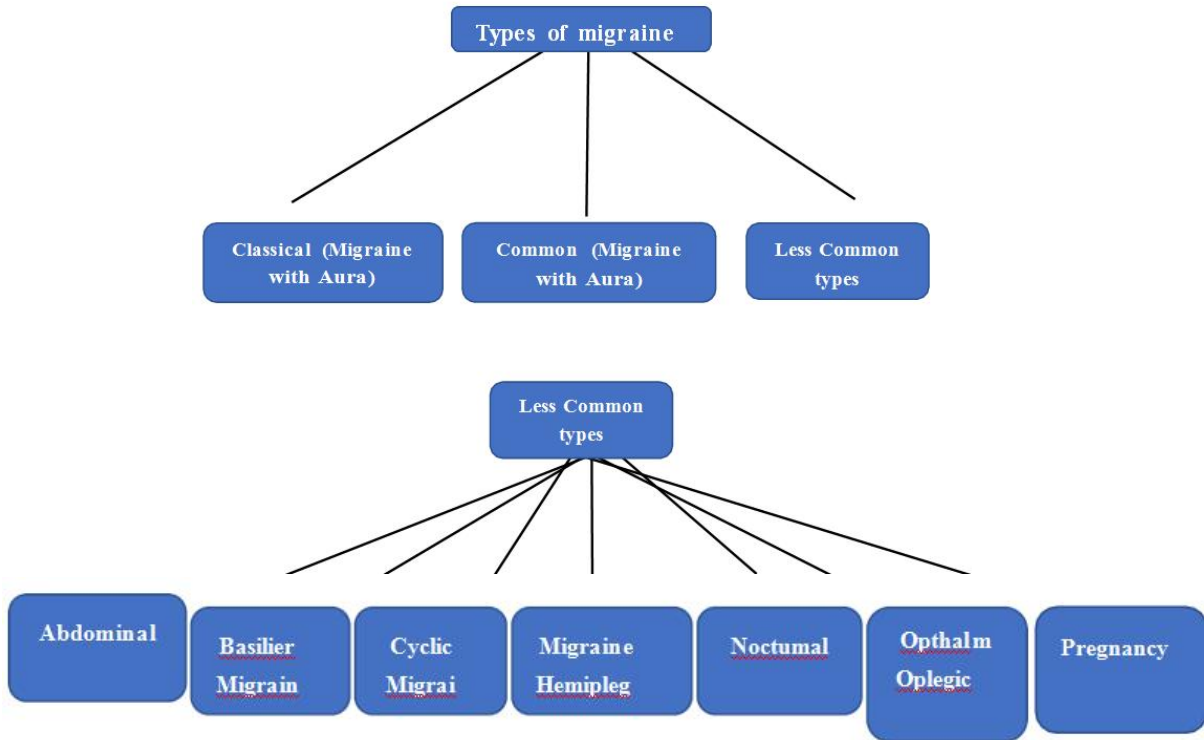 Types of migraine
Classical (Migraine
with Aura)
Common (Migraine
with Aura)
Less Common
types
Less Common
types
Abdominal
Basilier
Migrain
Cyclic
Migrai
Migraine
Hemipleg
Noctumal
Opthalm
Oplegic
Pregnancy